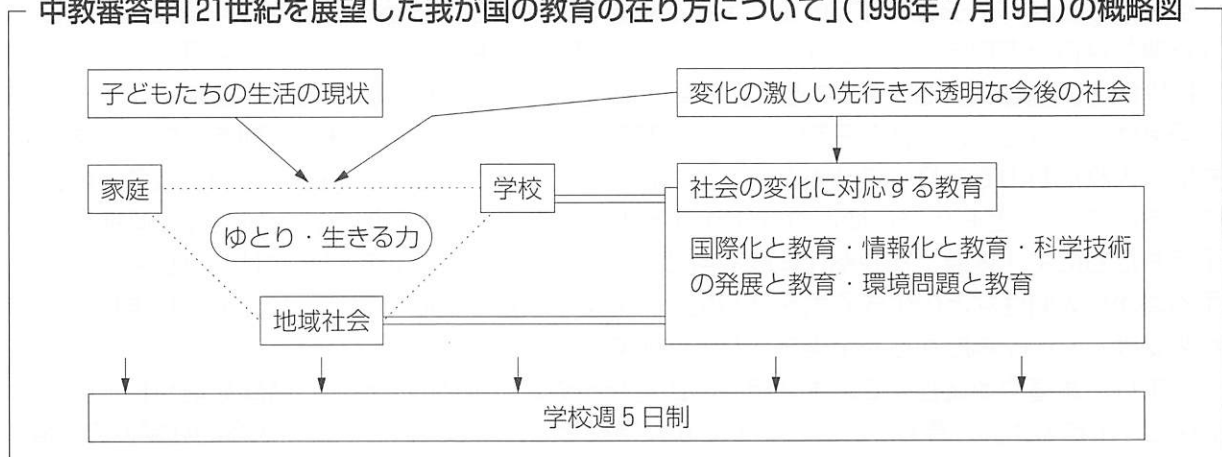 中教審答申「21世紀を展望した我が国の教育の在り方について」(1996年7月19日)の概略図
子どもたちの生活の現状
変化の激しい先行き不透明な今後の社会
家庭
学校
社会の変化に対応する教育
ゆとり・生きる力
国際化と教育・情報化と教育・科学技術
の発展と教育・環境問題と教育
地域社会
学校週5日制